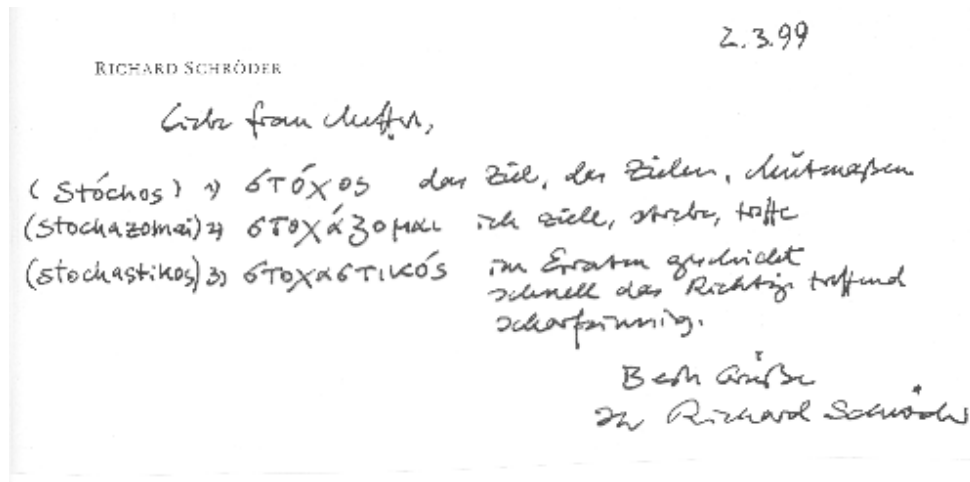 2.3.99
RICHARD SCHRÖDER
Liebe Frau
(Stóchos) 1) στόχος das Ziel, das Zielen, Mutmaßen
(stochazomai) 2) στοχάζομαι ich ziele, strebe, treffe
(stochastikos) 3) στοχαστικός im Erraten geschickt
schnell das Richtige treffend
scharfsinnig.
Beste Grüße
Ihr Richard Schröder